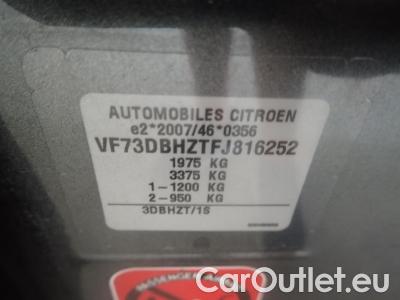 AUTOMOBILES CITROEN
e2*2007/46*0356
VF73DBHZTFJ816252
1975 KG
3375 KG
1-1200 KG
2-950 KG
3DBHZT/1S
CarOutlet.eu